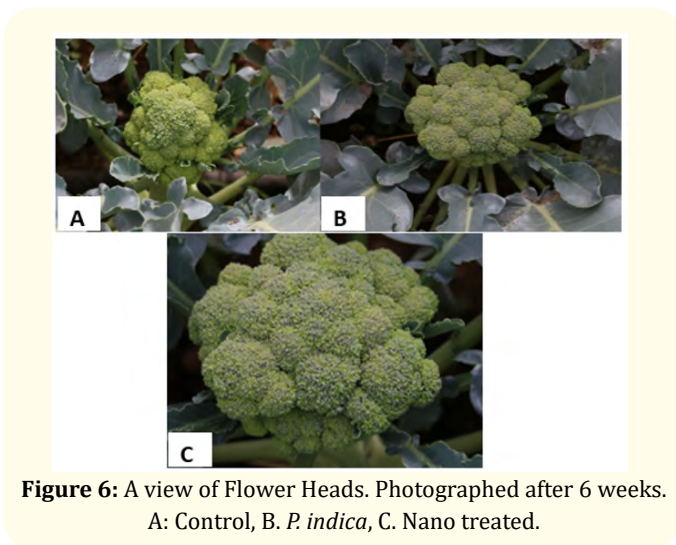 A
B
C
Figure 6: A view of Flower Heads. Photographed after 6 weeks.
A: Control, B. P. indica, C. Nano treated.